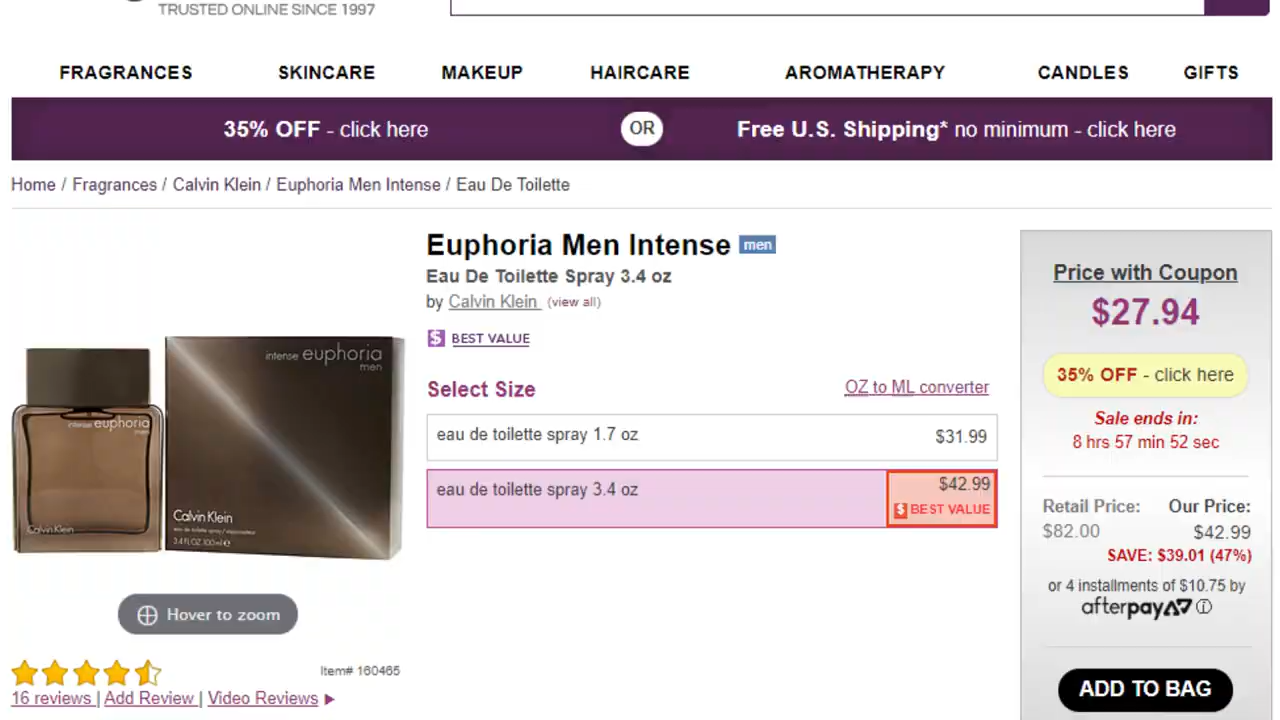 TRUSTED ONLINE SINCE 1997
FRAGRANCES SKINCARE MAKEUP HAIRCARE AROMATHERAPY CANDLES GIFTS
35% OFF - click here OR Free U.S. Shipping* no minimum - click here
Home / Fragrances / Calvin Klein / Euphoria Men Intense / Eau De Toilette
Euphoria Men Intense men
Eau De Toilette Spray 3.4 oz
by Calvin Klein (view all)
$ BEST VALUE
Select Size
OZ to ML converter
eau de toilette spray 1.7 oz $31.99
eau de toilette spray 3.4 oz $42.99
$ BEST VALUE
intense euphoria
men
Calvin Klein
intense euphoria
men
Calvin Klein
eau de toilette spray/vaporisateur
3.4 FL OZ 100 ml e
Hover to zoom
Item# 160465
16 reviews | Add Review | Video Reviews
Price with Coupon
$27.94
35% OFF - click here
Sale ends in:
8 hrs 57 min 52 sec
Retail Price: Our Price:
$82.00 $42.99
SAVE: $39.01 (47%)
or 4 installments of $10.75 by
afterpay
ADD TO BAG